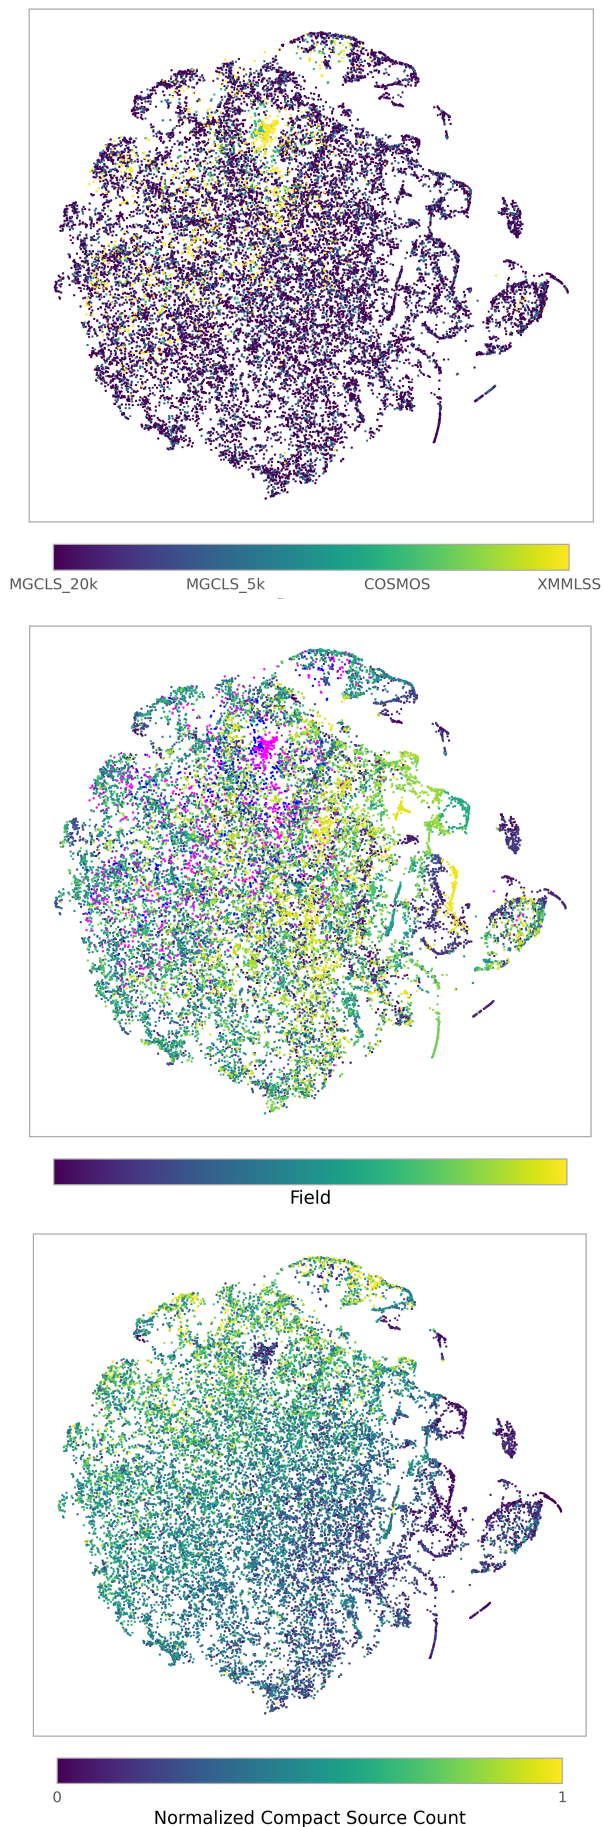 MGCLS_20k MGCLS_5k COSMOS XMMLSS
Field
0 1
Normalized Compact Source Count